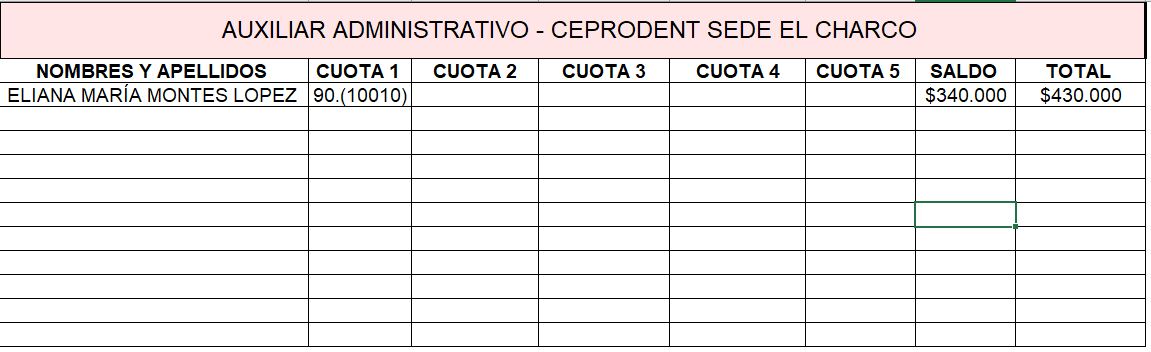 AUXILIAR ADMINISTRATIVO - CEPRODENT SEDE EL CHARCO
NOMBRES Y APELLIDOS CUOTA 1 CUOTA 2 CUOTA 3 CUOTA 4 CUOTA 5 SALDO TOTAL
ELIANA MARÍA MONTES LOPEZ 90.(10010) $340.000 $430.000